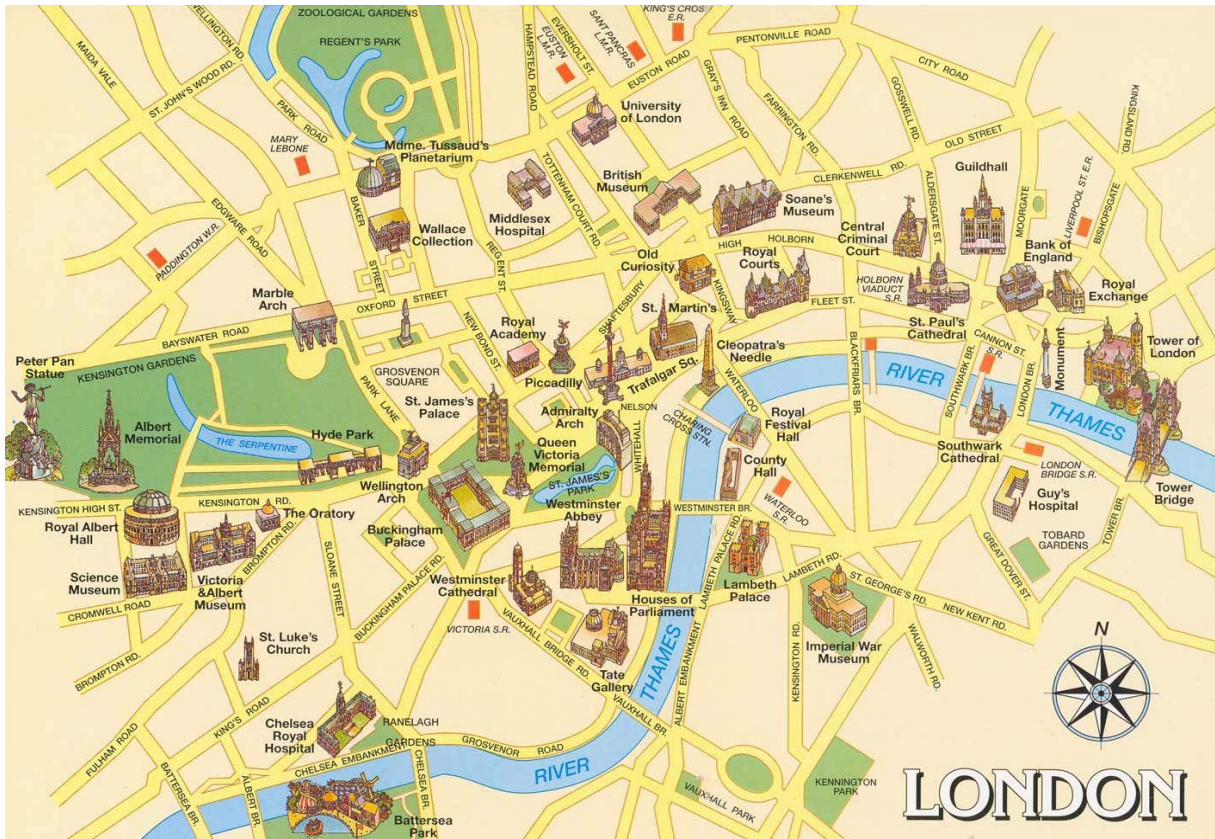 ZOOLOGICAL GARDENS
REGENT'S PARK
MAIDA VALE
WELLINGTON RD.
ST. JOHN'S WOOD RD.
PARK ROAD
MARY
LEBONE
HAMPSTEAD ROAD
EVERSHOLT ST.
EUSTON
L.M.R.
SANT PANCRAS
L.M.R.
KING'S CROS
E.R.
EUSTON ROAD
PENTONVILLE ROAD
CITY ROAD
GRAY'S INN ROAD
FARRINGTON RD.
GOSSWELL RD.
OLD STREET
KINGSLAND RD.
University
of London
Mdme. Tussaud's
Planetarium
TOTTENHAM COURT RD.
British
Museum
Middlesex
Hospital
CLERKENWELL RD.
Soane's
Museum
Guildhall
ALDERSGATE ST.
MOORGATE
LIVERPOOL ST. E.R.
BISHOPSGATE
EDGWARE ROAD
PADDINGTON W.R.
BAKER
STREET
Wallace
Collection
REGENT ST.
Central
Criminal
Court
HIGH
HOLBORN
Old
Curiosity
Royal
Courts
Bank of
England
Royal
Exchange
HOLBORN
VIADUCT
S.R.
Marble
Arch
OXFORD STREET
NEW BOND ST.
SHAFTESBURY
KINGSWAY
FLEET ST.
St. Martin's
St. Paul's
Cathedral
BAYSWATER ROAD
Royal
Academy
Piccadilly
Trafalgar Sq.
Cleopatra's
Needle
BLACKFRIARS BR.
CANNON ST.
S.R.
Monument
Tower of
London
Peter Pan
Statue
KENSINGTON GARDENS
GROSVENOR
SQUARE
PARK LANE
St. James's
Palace
Admiralty
Arch
NELSON
WATERLOO
RIVER
SOUTHWARK BR.
LONDON BR.
THAMES
Albert
Memorial
THE SERPENTINE
Hyde Park
Queen
Victoria
Memorial
WHITEHALL
CHARING
CROSS STN.
Royal
Festival
Hall
Southwark
Cathedral
LONDON
BRIDGE S.R.
Wellington
Arch
ST. JAMES'S
PARK
County
Hall
WATERLOO
S.R.
Guy's
Hospital
Tower
Bridge
KENSINGTON HIGH ST.
KENSINGTON RD.
The Oratory
Royal Albert
Hall
Buckingham
Palace
Westminster
Abbey
WESTMINSTER BR.
TOWER BR.
TOBARD
GARDENS
GREAT DOVER ST.
BROMPTON RD.
SLOANE STREET
Science
Museum
Victoria
&Albert
Museum
BUCKINGHAM PALACE RD.
Westminster
Cathedral
LAMBETH PALACE RD
LAMBETH RD.
ST. GEORGE'S RD.
NEW KENT RD.
CROMWELL ROAD
Houses of
Parliament
Lambeth
Palace
VICTORIA S.R.
VAUXHALL BRIDGE RD.
St. Luke's
Church
Imperial War
Museum
KENSINGTON RD.
WALWORTH RD.
N
BROMPTON RD.
Tate
Gallery
THAMES
ALBERT EMBANKMENT
FULHAM ROAD
KING'S ROAD
Chelsea
Royal
Hospital
RANELAGH
GARDENS
GROSVENOR ROAD
VAUXHALL BR.
CHELSEA EMBANKMENT
RIVER
BATTERSEA BR.
ALBERT BR.
CHELSEA BR.
Battersea
Park
VAUXHALL PARK
KENNINGTON
PARK
LONDON